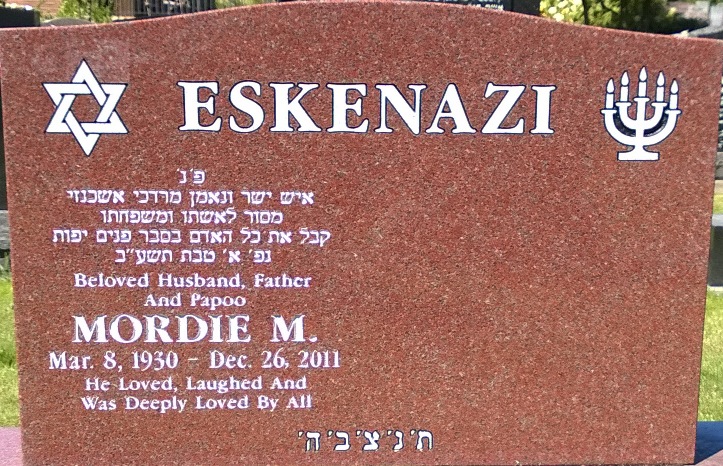 ESKENAZI
פ׳נ
איש ישר ונאמן מרדכי אשכנזי
מסור לאשתו ומשפחתו
קבל את כל האדם בסבר פנים יפות
נפ׳ א׳ טבת תשע״ב
Beloved Husband, Father
And Papoo
MORDIE M.
Mar. 8, 1930 - Dec. 26, 2011
He Loved, Laughed And
Was Deeply Loved By All
ת׳נ׳צ׳ב׳ה׳